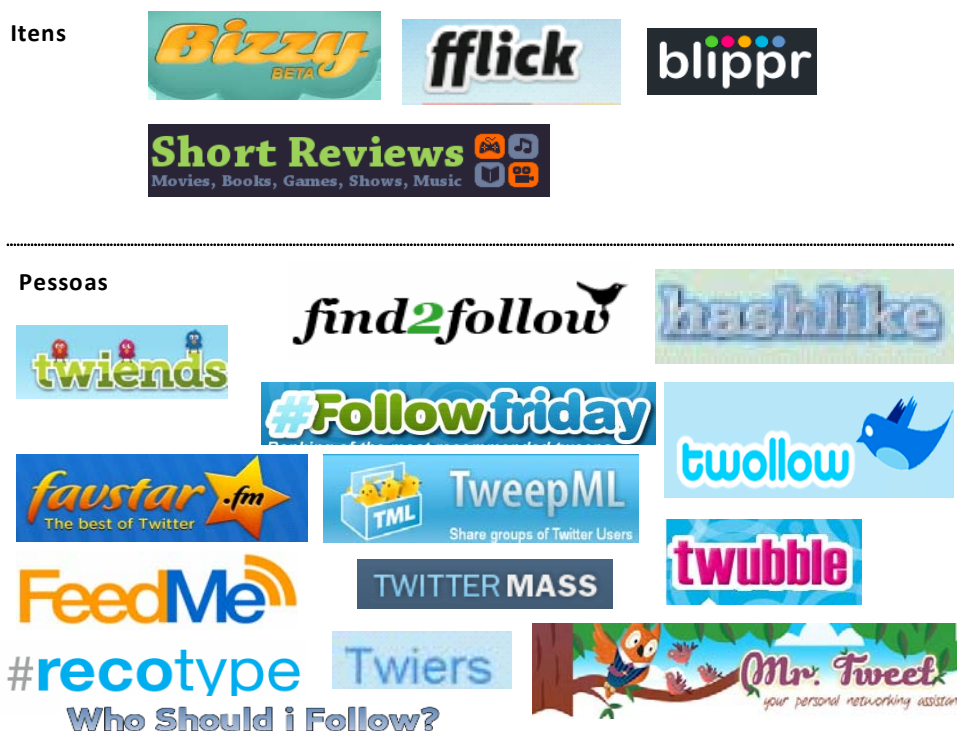 Itens
Bizzy
BETA
fflick
blippr
Short Reviews
Movies, Books, Games, Shows, Music
Pessoas
find2follow
hashlike
twiends
#Followfriday
twollow
favstar.fm
The best of Twitter
TML
TweepML
Share groups of Twitter Users
twubble
FeedMe
TWITTERMASS
#recotype
Twiers
Mr. Tweet
your personal networking
Who Should i Follow?